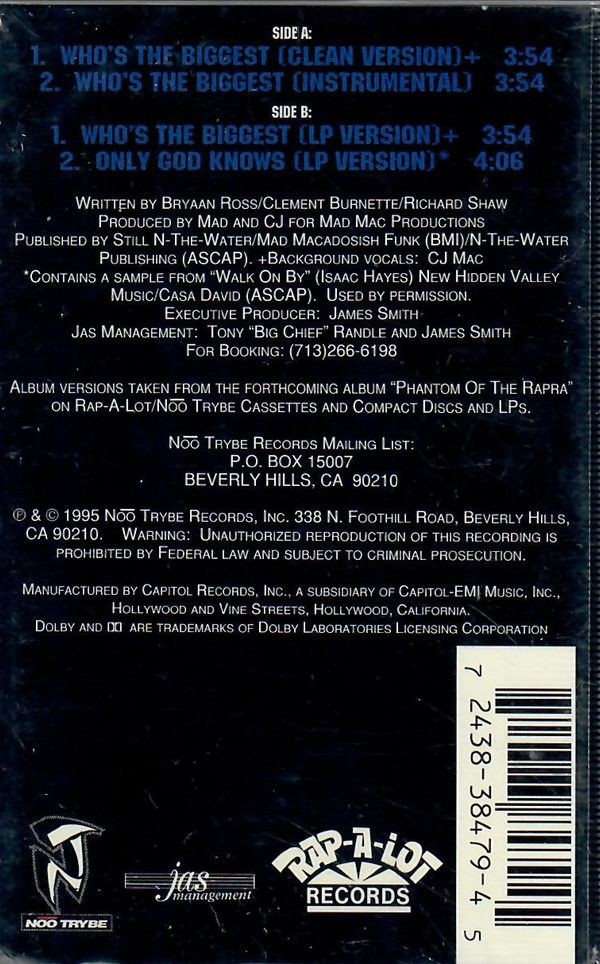 SIDE A:
1. WHO'S THE BIGGEST (CLEAN VERSION)+ 3:54
2. WHO'S THE BIGGEST (INSTRUMENTAL) 3:54
SIDE B:
1. WHO'S THE BIGGEST (LP VERSION)+ 3:54
2. ONLY GOD KNOWS (LP VERSION)* 4:06
WRITTEN BY BRYAAN ROSS/CLEMENT BURNETTE/RICHARD SHAW
PRODUCED BY MAD AND CJ FOR MAD MAC PRODUCTIONS
PUBLISHED BY STILL N-THE-WATER/MAD MACADOSISH FUNK (BMI)/N-THE-WATER
PUBLISHING (ASCAP). +BACKGROUND VOCALS: CJ MAC
*CONTAINS A SAMPLE FROM "WALK ON BY" (ISAAC HAYES) NEW HIDDEN VALLEY
MUSIC/CASA DAVID (ASCAP). USED BY PERMISSION.
EXECUTIVE PRODUCER: JAMES SMITH
JAS MANAGEMENT: TONY "BIG CHIEF" RANDLE AND JAMES SMITH
FOR BOOKING: (713)266-6198
ALBUM VERSIONS TAKEN FROM THE FORTHCOMING ALBUM "PHANTOM OF THE RAPRA"
ON RAP-A-LOT/NOO TRYBE CASSETTES AND COMPACT DISCS AND LPS.
NOO TRYBE RECORDS MAILING LIST:
P.O. BOX 15007
BEVERLY HILLS, CA 90210
℗ & © 1995 NOO TRYBE RECORDS, INC. 338 N. FOOTHILL ROAD, BEVERLY HILLS,
CA 90210. WARNING: UNAUTHORIZED REPRODUCTION OF THIS RECORDING IS
PROHIBITED BY FEDERAL LAW AND SUBJECT TO CRIMINAL PROSECUTION.
MANUFACTURED BY CAPITOL RECORDS, INC., A SUBSIDIARY OF CAPITOL-EMI MUSIC, INC.,
HOLLYWOOD AND VINE STREETS, HOLLYWOOD, CALIFORNIA.
DOLBY AND DD ARE TRADEMARKS OF DOLBY LABORATORIES LICENSING CORPORATION
7 2438-38479-4 5
NOO TRYBE
jas
management
RAP-A-LOT
RECORDS